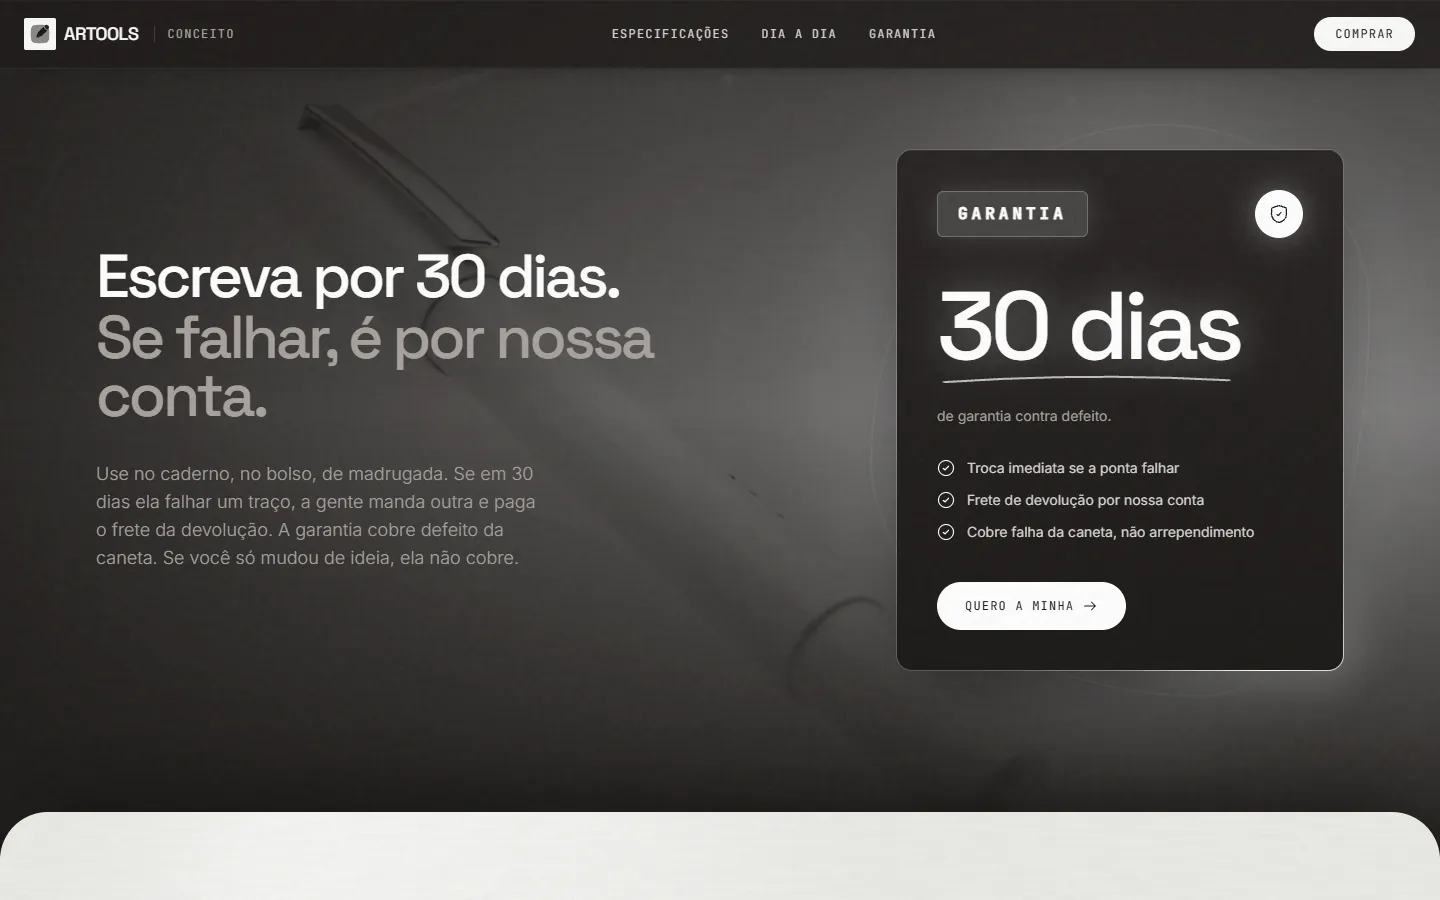 ARTOOLS
CONCEITO
ESPECIFICAÇÕES
DIA A DIA
GARANTIA
COMPRAR
Escreva por 30 dias.
Se falhar, é por nossa
conta.
Use no caderno, no bolso, de madrugada. Se em 30
dias ela falhar um traço, a gente manda outra e paga
o frete da devolução. A garantia cobre defeito da
caneta. Se você só mudou de ideia, ela não cobre.
GARANTIA
30 dias
de garantia contra defeito.
Troca imediata se a ponta falhar
Frete de devolução por nossa conta
Cobre falha da caneta, não arrependimento
QUERO A MINHA →